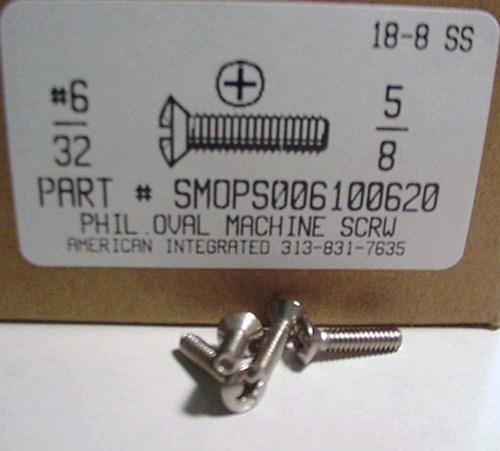 18-8 SS
#6
32
5
8
PART # SMOPS006100620
PHIL.OVAL MACHINE SCRW
AMERICAN INTEGRATED 313-831-7635